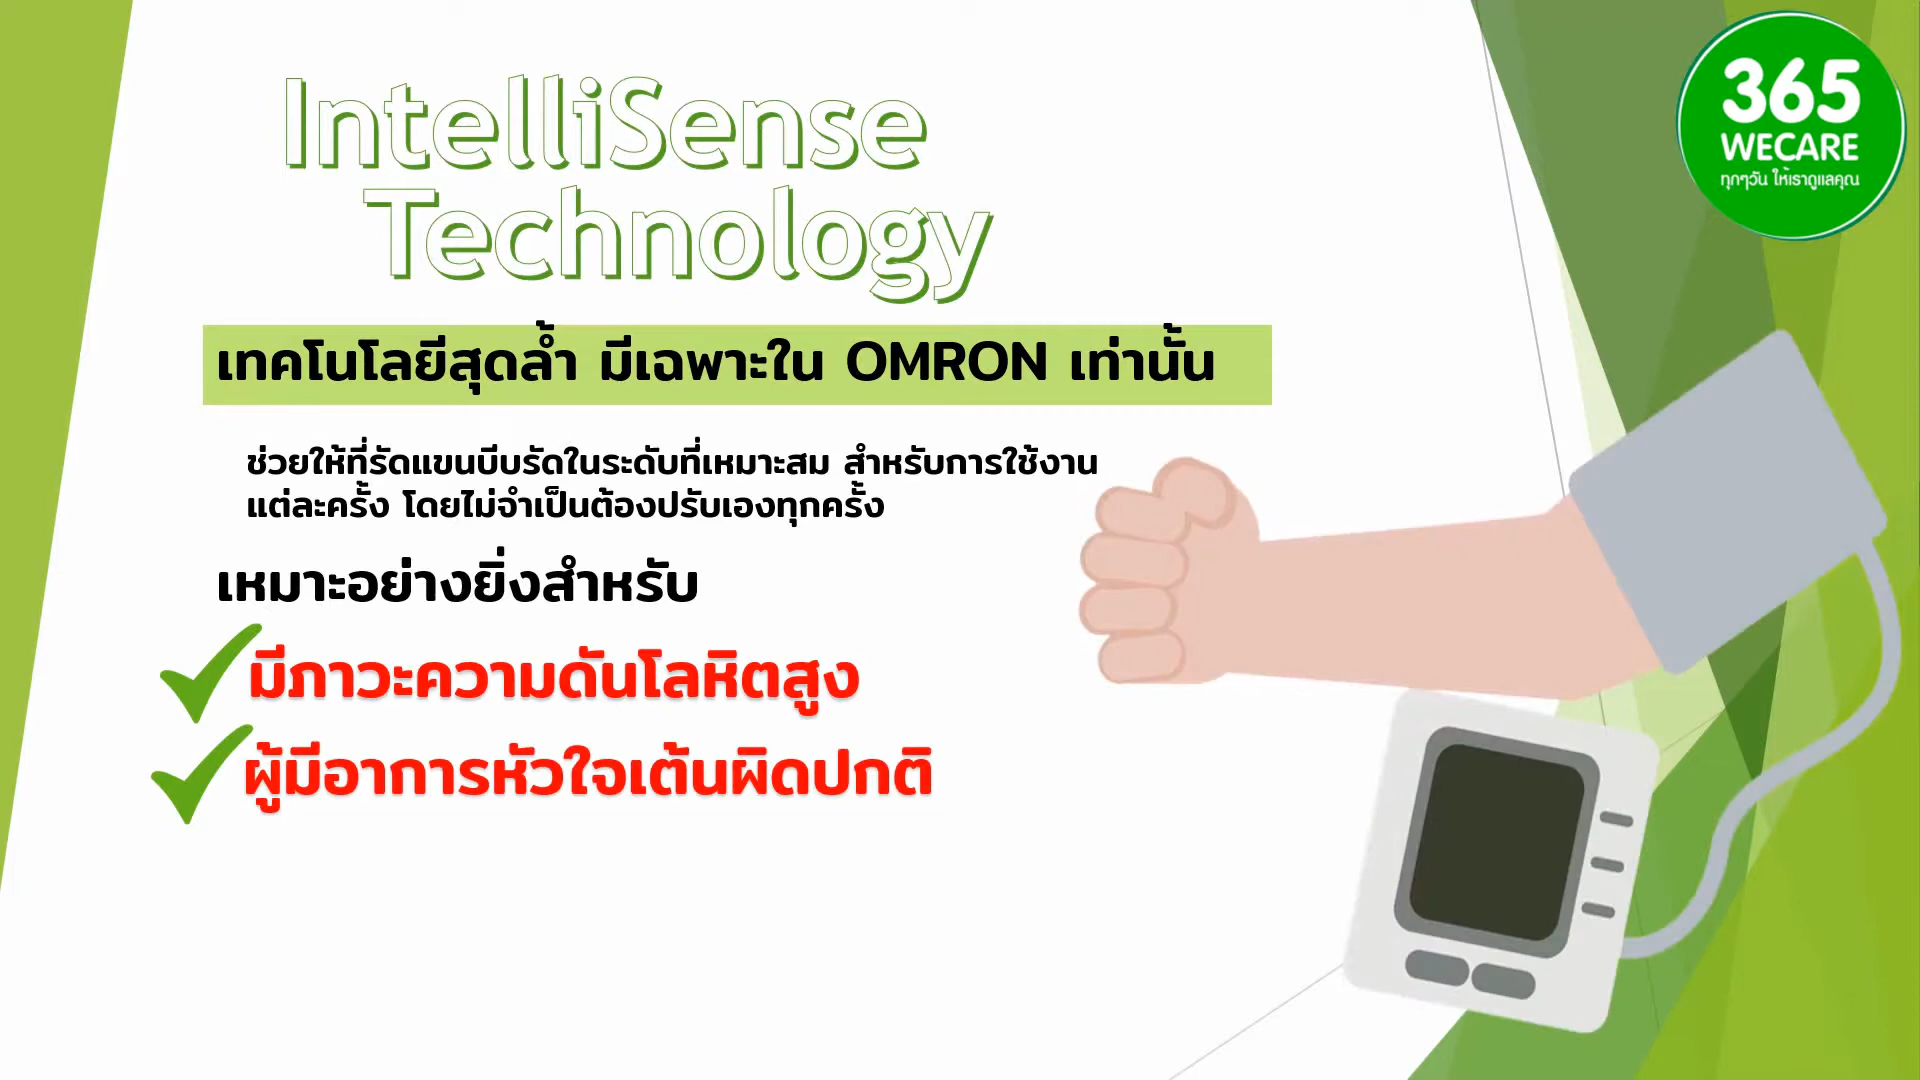 IntelliSense
Technology
365
WECARE
ทุกๆวัน ให้เราดูแลคุณ
เทคโนโลยีสุดล้ำ มีเฉพาะใน OMRON เท่านั้น
ช่วยให้ที่รัดแขนบีบรัดในระดับที่เหมาะสม สำหรับการใช้งาน
แต่ละครั้ง โดยไม่จำเป็นต้องปรับเองทุกครั้ง
เหมาะอย่างยิ่งสำหรับ
มีภาวะความดันโลหิตสูง
ผู้มีอาการหัวใจเต้นผิดปกติ